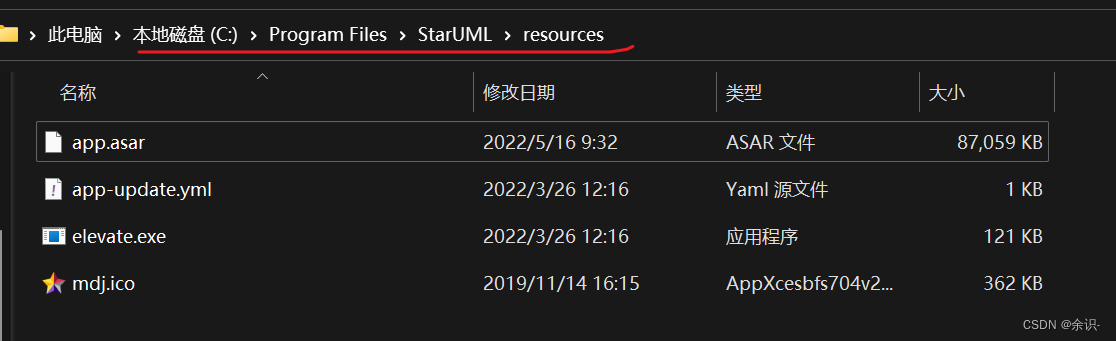 此电脑 › 本地磁盘 (C:) › Program Files › StarUML › resources
名称 修改日期 类型 大小
app.asar 2022/5/16 9:32 ASAR 文件 87,059 KB
app-update.yml 2022/3/26 12:16 Yaml 源文件 1 KB
elevate.exe 2022/3/26 12:16 应用程序 121 KB
mdj.ico 2019/11/14 16:15 AppXcesbfs704v2... 362 KB
CSDN @余识-